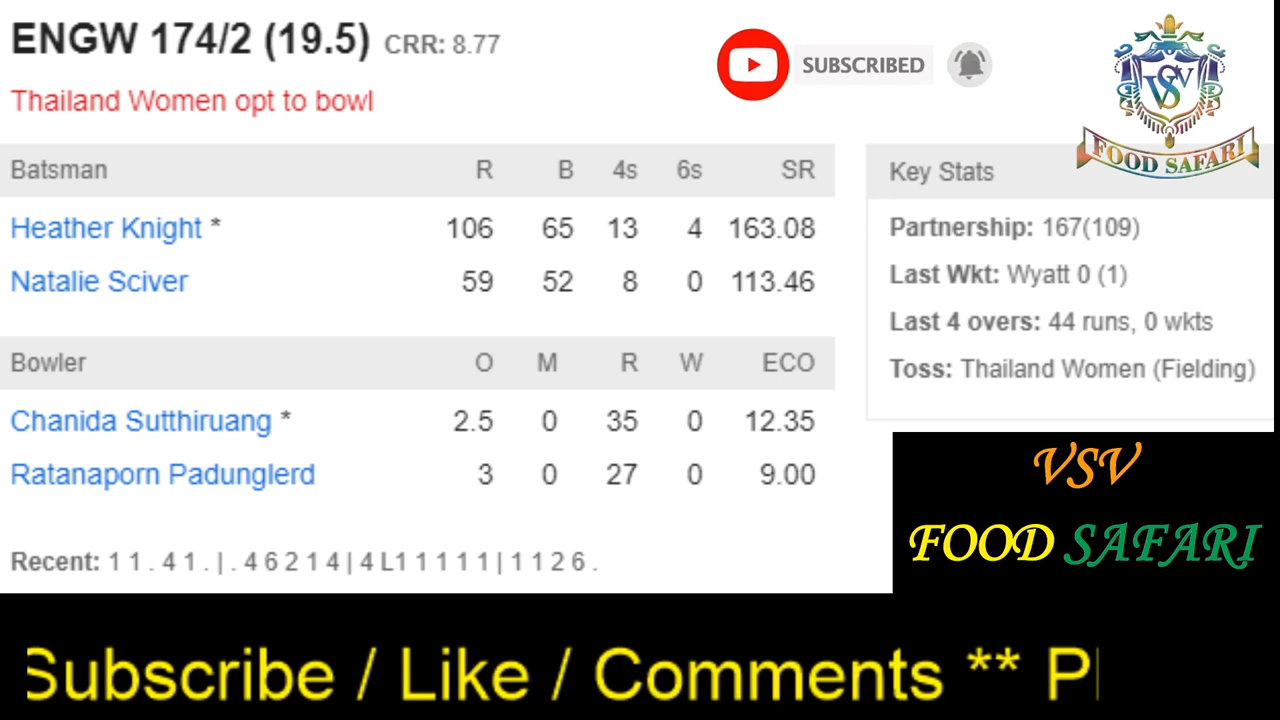 ENGW 174/2 (19.5) CRR: 8.77
SUBSCRIBED
VSV
FOOD SAFARI
Thailand Women opt to bowl
Batsman R B 4s 6s SR
Heather Knight * 106 65 13 4 163.08
Natalie Sciver 59 52 8 0 113.46
Bowler O M R W ECO
Chanida Sutthiruang * 2.5 0 35 0 12.35
Ratanaporn Padunglerd 3 0 27 0 9.00
Recent: 1 1 . 4 1 . | . 4 6 2 1 4 | 4 L1 1 1 1 1 | 1 1 2 6 .
Key Stats
Partnership: 167(109)
Last Wkt: Wyatt 0 (1)
Last 4 overs: 44 runs, 0 wkts
Toss: Thailand Women (Fielding)
VSV
FOOD SAFARI
Subscribe / Like / Comments ** P